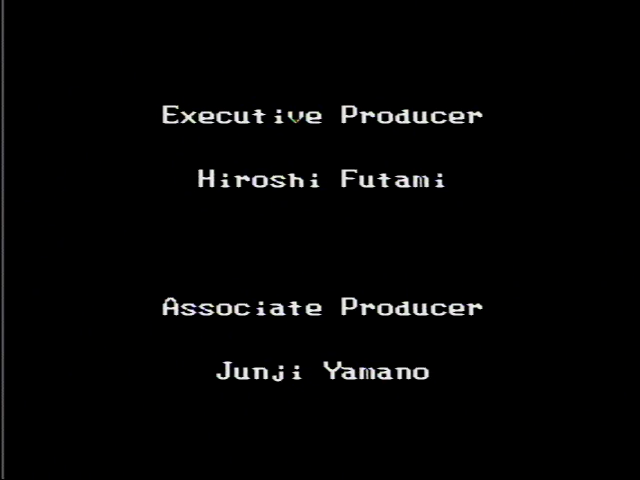 Executive Producer
Hiroshi Futami
Associate Producer
Junji Yamano